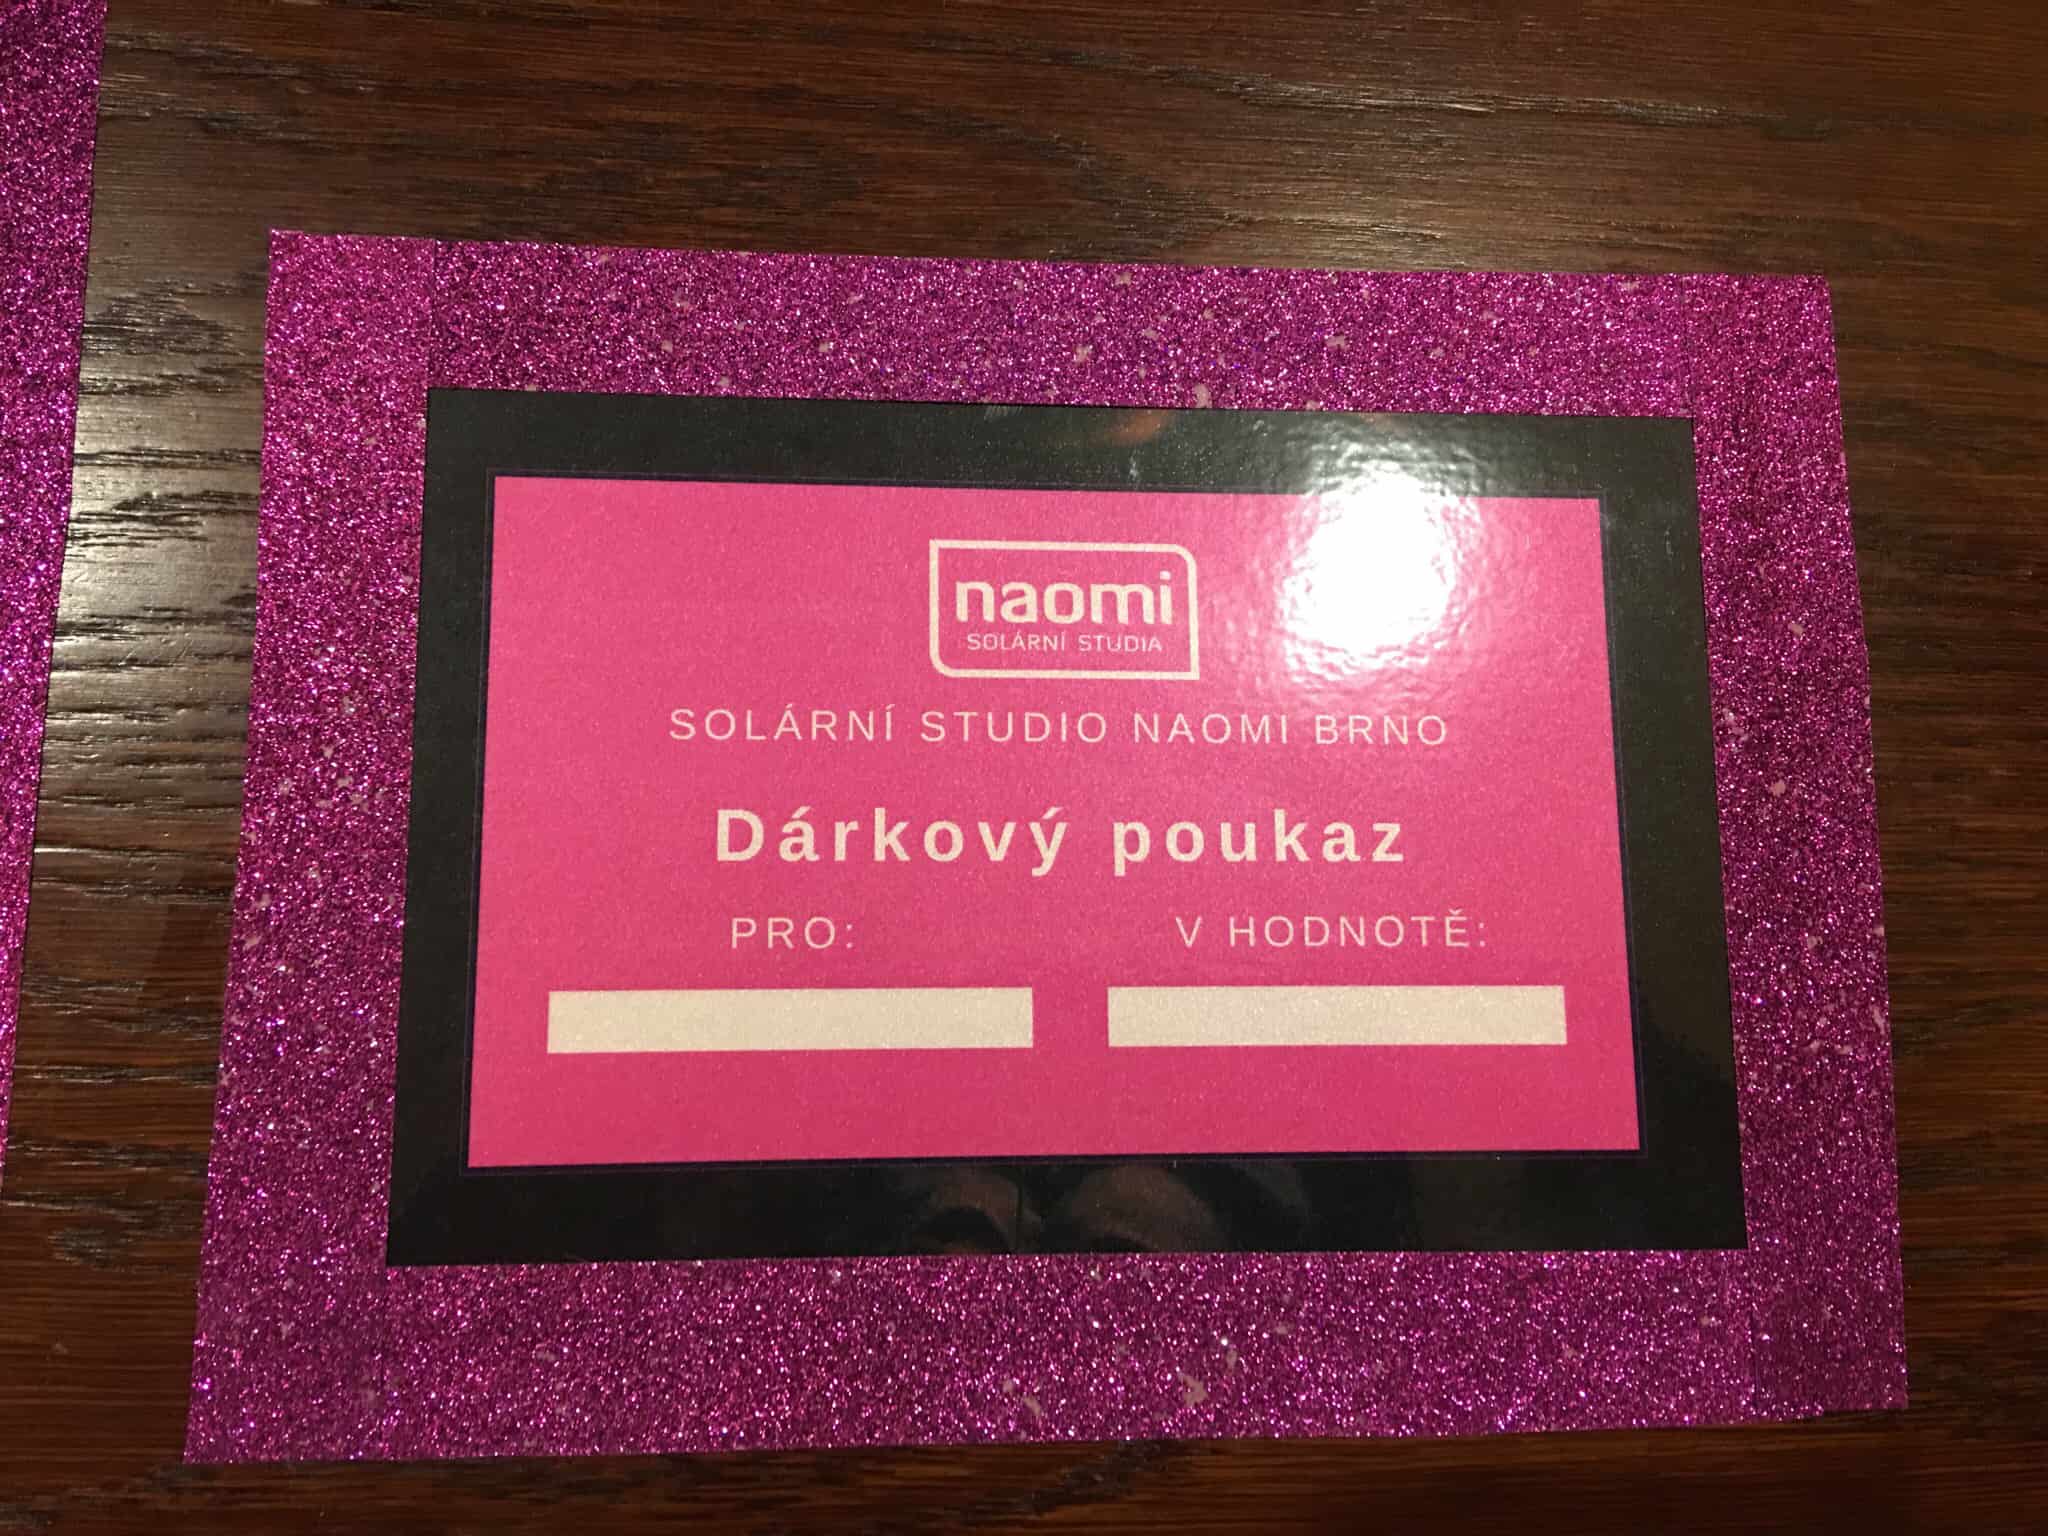 naomi
SOLÁRNÍ STUDIA
SOLÁRNÍ STUDIO NAOMI BRNO
Dárkový poukaz
PRO: V HODNOTĚ: